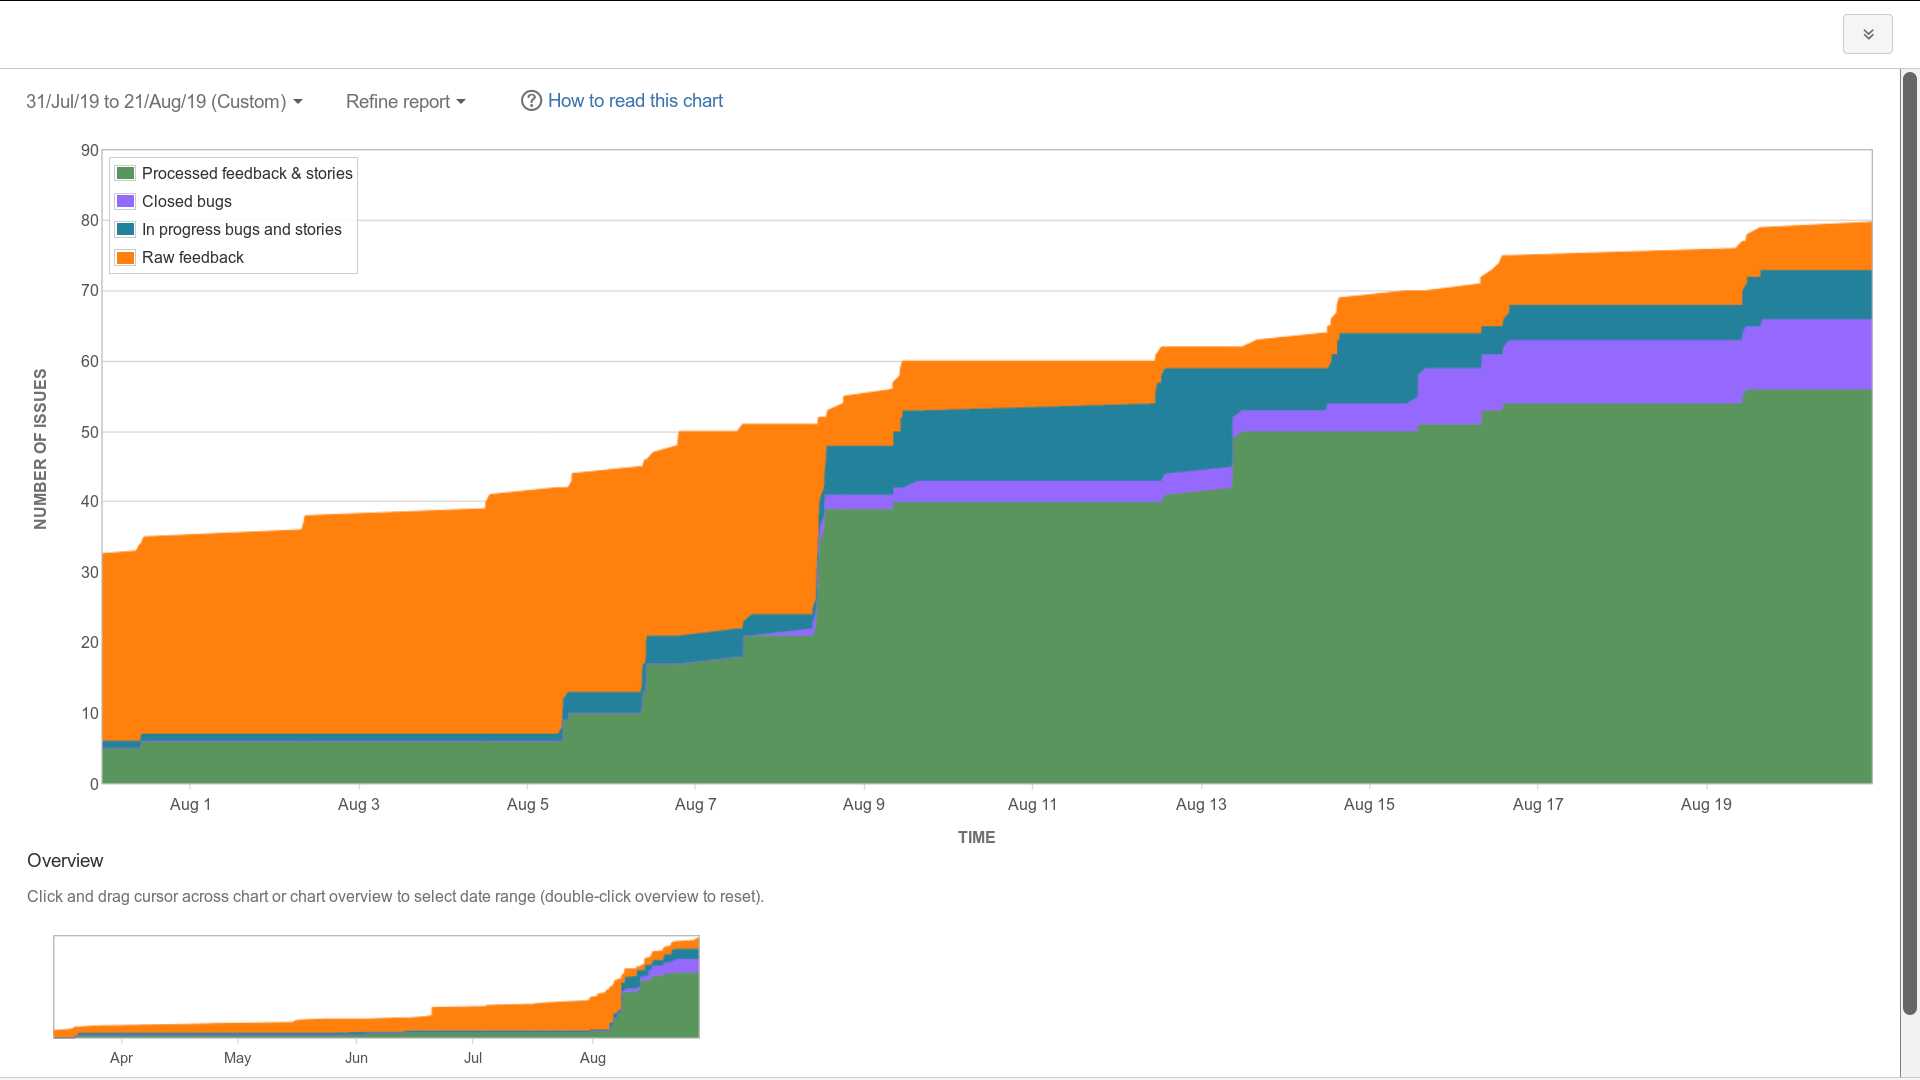 31/Jul/19 to 21/Aug/19 (Custom) Refine report ? How to read this chart
90
80
70
60
50
40
30
20
10
0
NUMBER OF ISSUES
Processed feedback & stories
Closed bugs
In progress bugs and stories
Raw feedback
Aug 1 Aug 3 Aug 5 Aug 7 Aug 9 Aug 11 Aug 13 Aug 15 Aug 17 Aug 19
TIME
Overview
Click and drag cursor across chart or chart overview to select date range (double-click overview to reset).
Apr May Jun Jul Aug